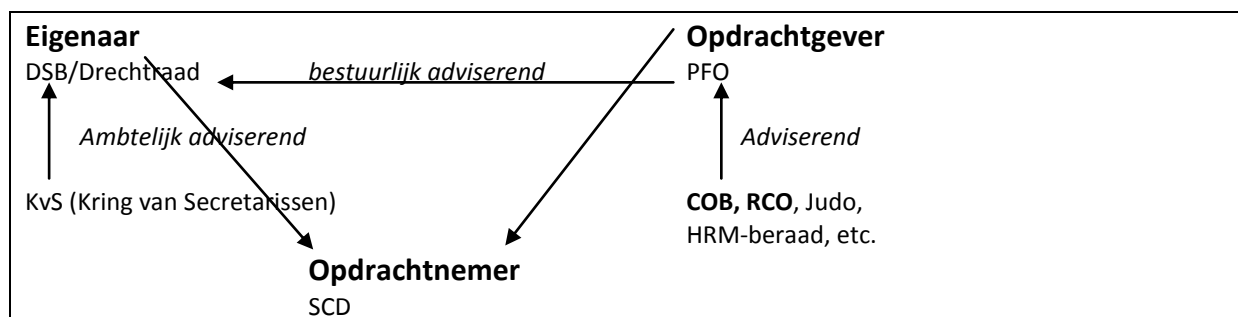 Eigenaar
Opdrachtgever
DSB/Drechtraad
bestuurlijk adviserend
PFO
Ambtelijk adviserend
Adviserend
KvS (Kring van Secretarissen)
COB, RCO, Judo,
HRM-beraad, etc.
Opdrachtnemer
SCD